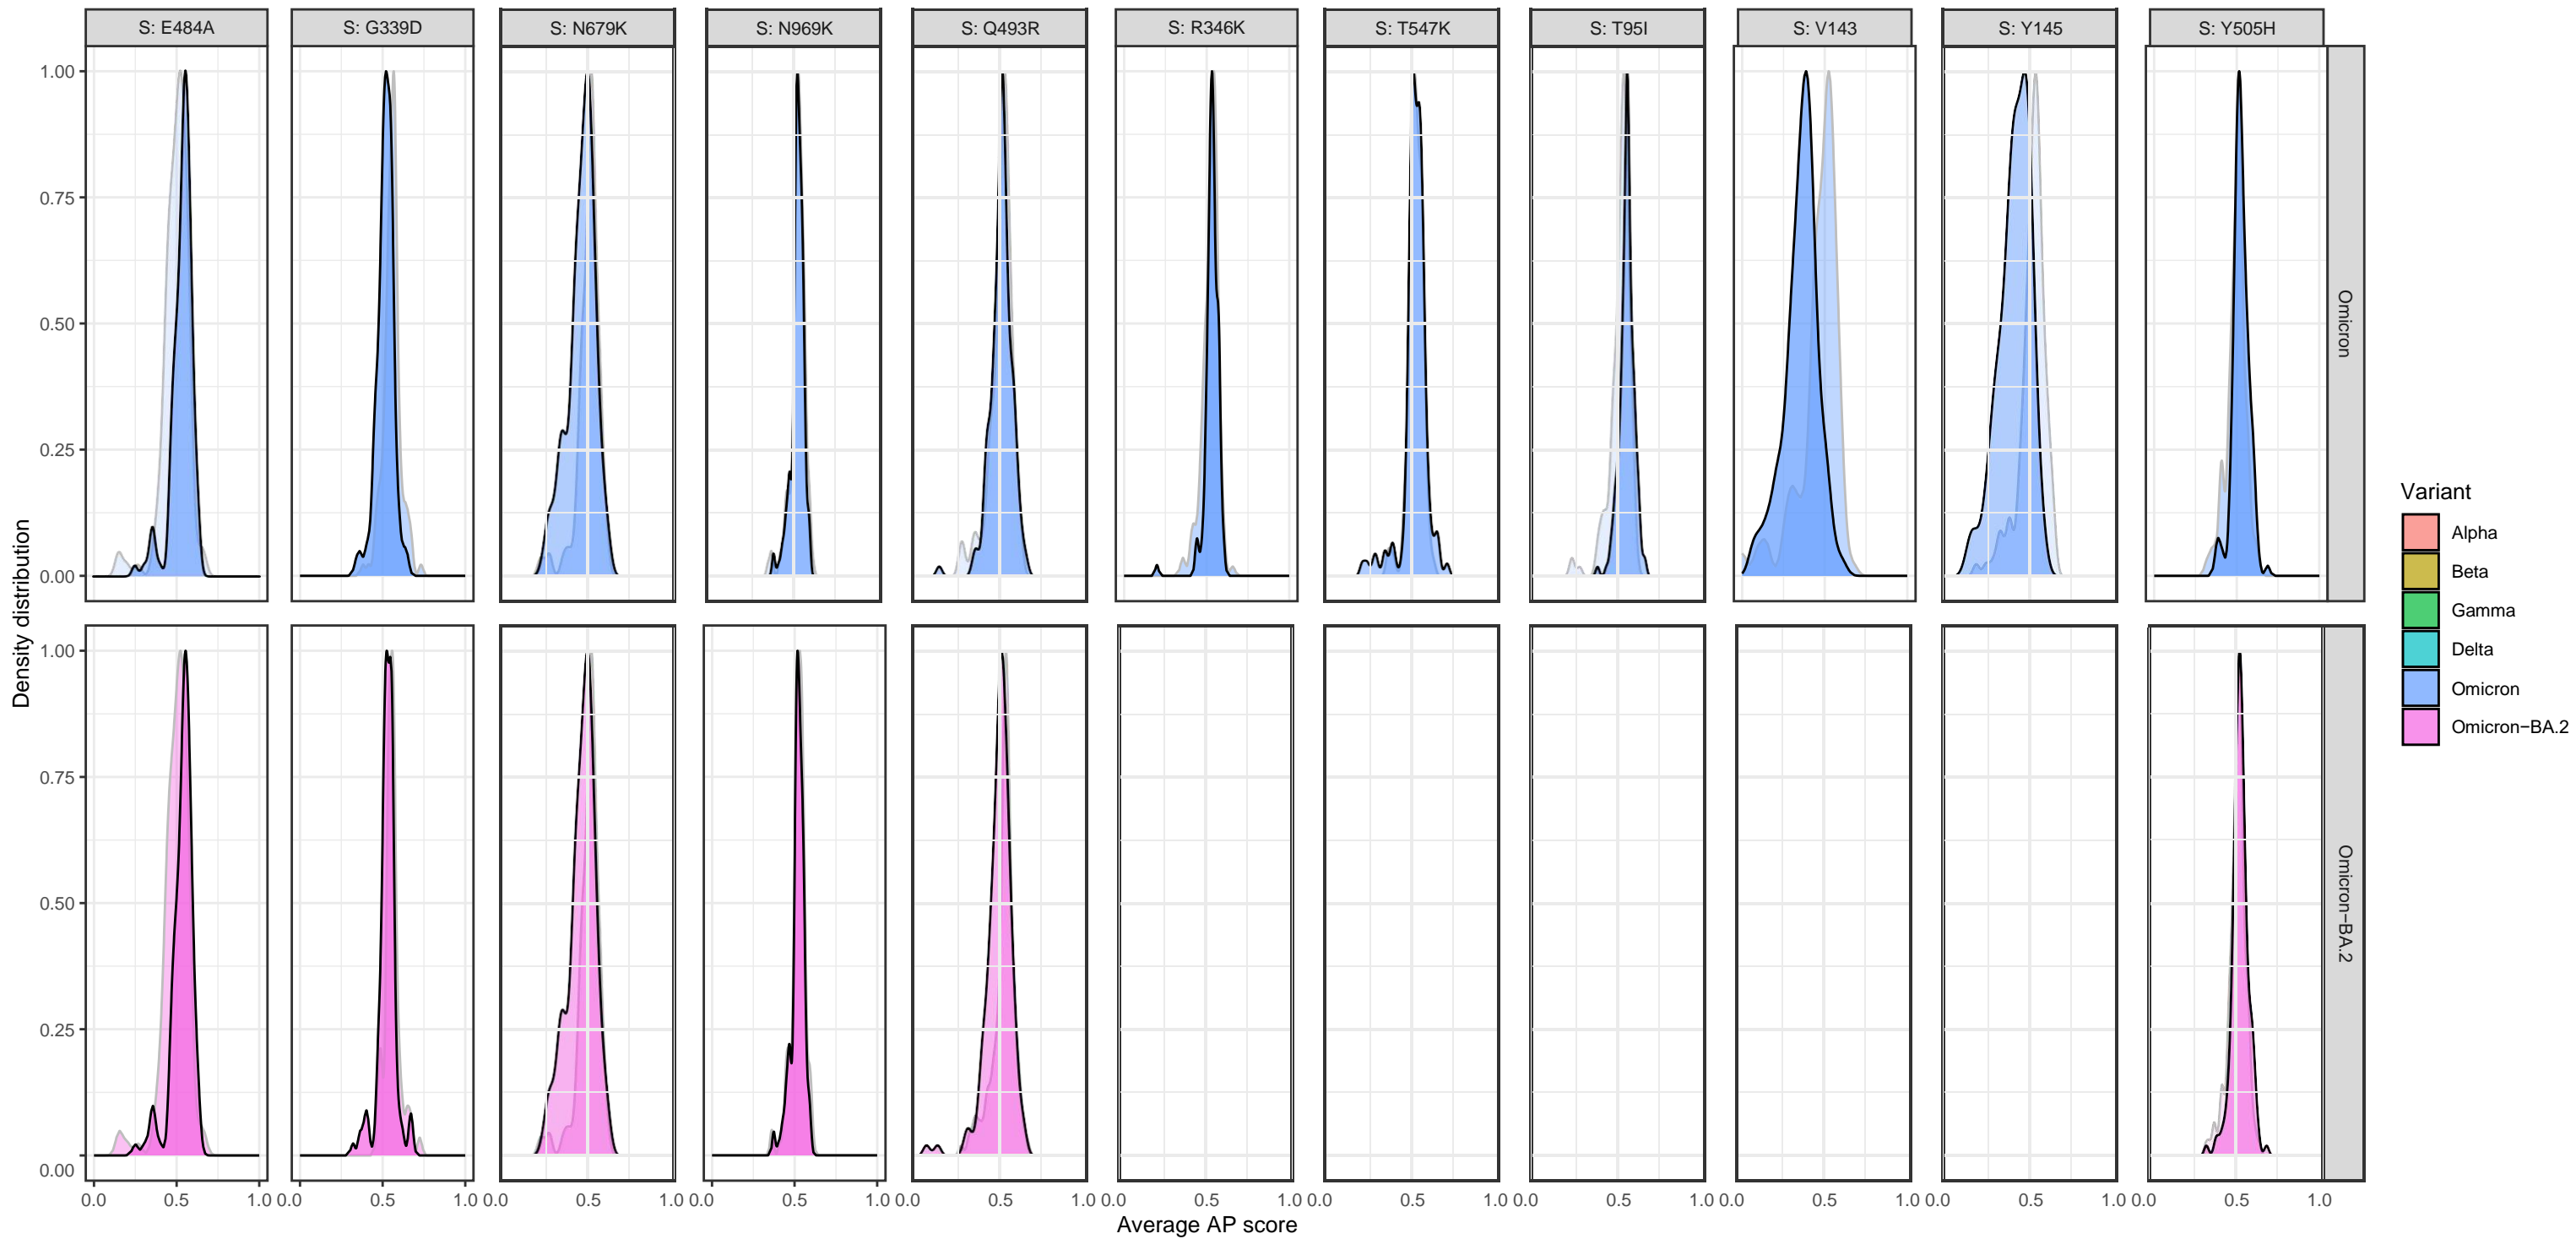 S: E484A
S: G339D
S: N679K
S: N969K
S: Q493R
S: R346K
S: T547K
S: T95I
S: V143
S: Y145
S: Y505H
1.00
0.75
0.50
0.25
0.00
Omicron
1.00
0.75
0.50
0.25
0.00
Omicron−BA.2
Density distribution
0.0 0.5 1.0
0.0 0.5 1.0
0.0 0.5 1.0
0.0 0.5 1.0
0.0 0.5 1.0
0.0 0.5 1.0
0.0 0.5 1.0
0.0 0.5 1.0
0.0 0.5 1.0
0.0 0.5 1.0
0.0 0.5 1.0
Average AP score
Variant
Alpha
Beta
Gamma
Delta
Omicron
Omicron−BA.2